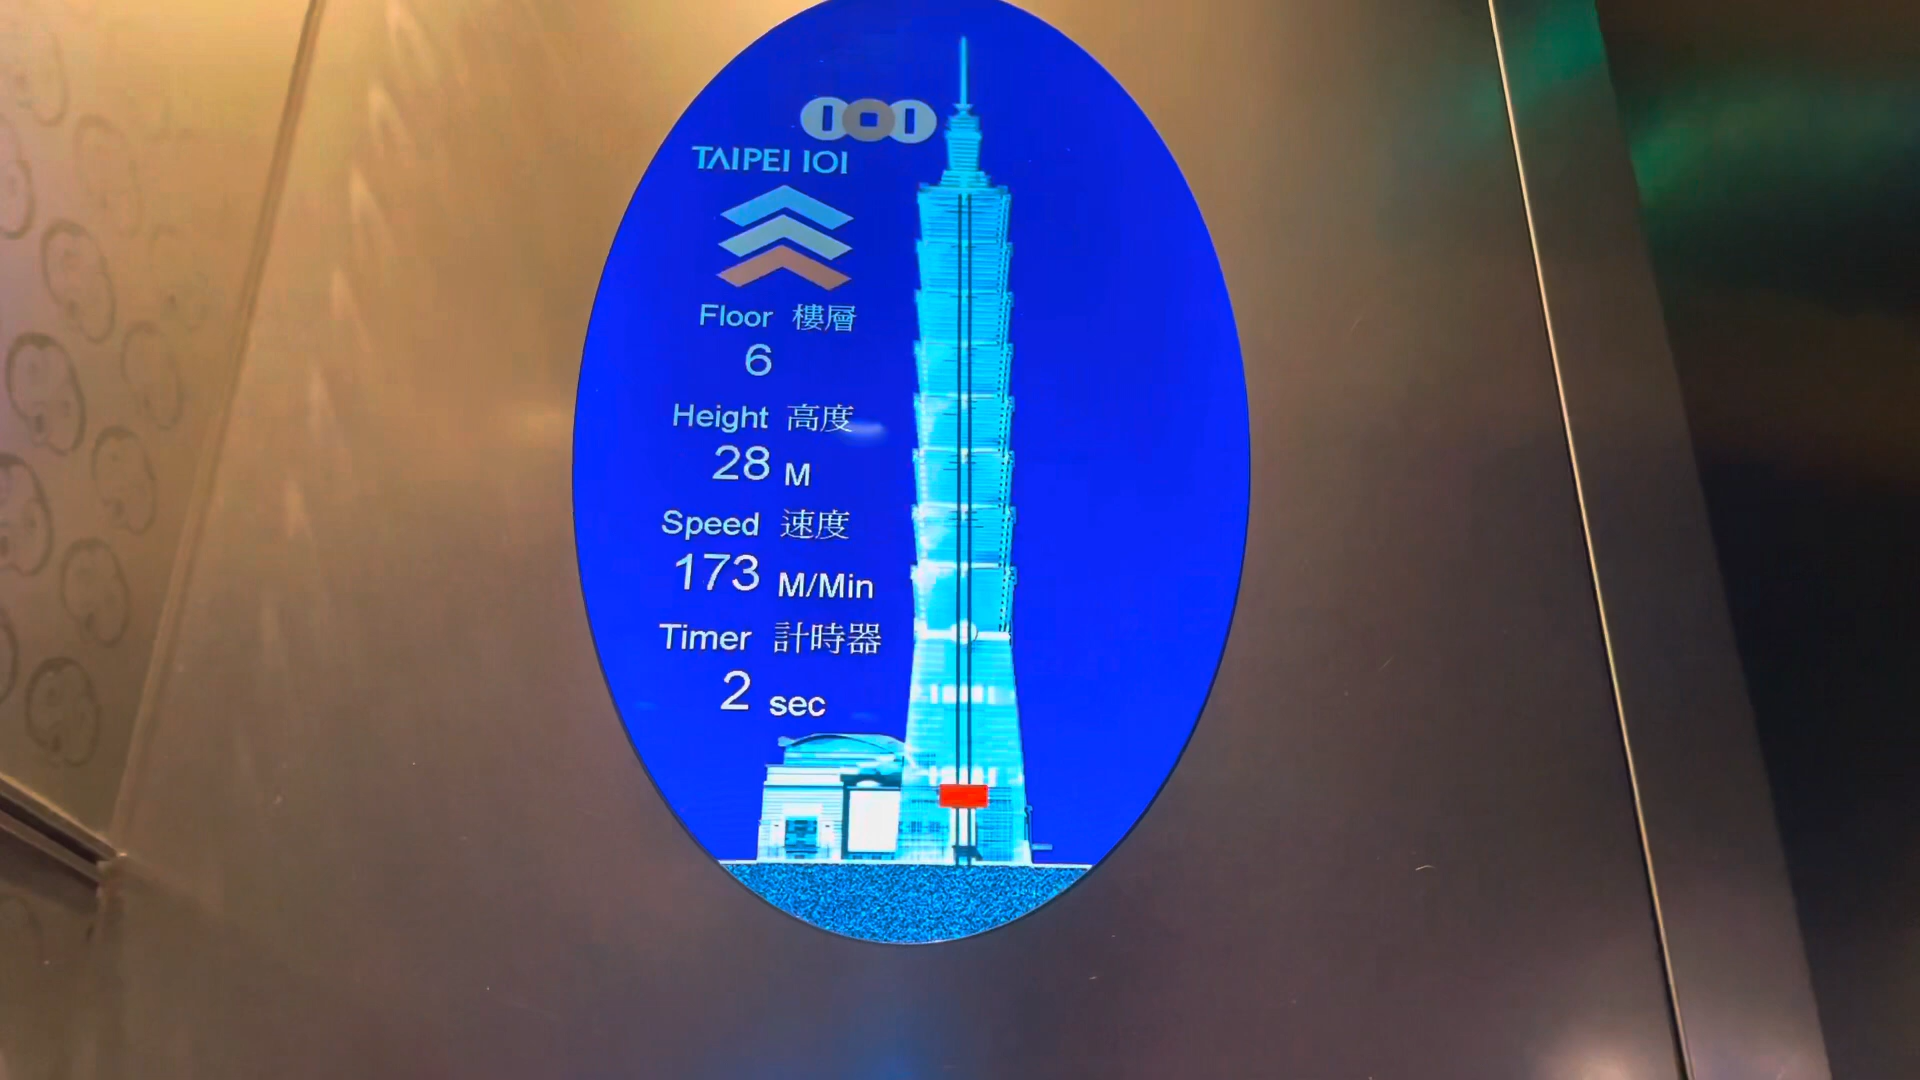 TAIPEI 101
Floor 樓層
6
Height 高度
28 M
Speed 速度
173 M/Min
Timer 計時器
2 sec